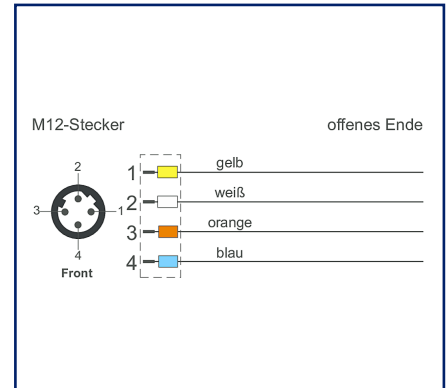 M12-Stecker
offenes Ende
2
3
1
4
Front
1 gelb
2 weiß
3 orange
4 blau